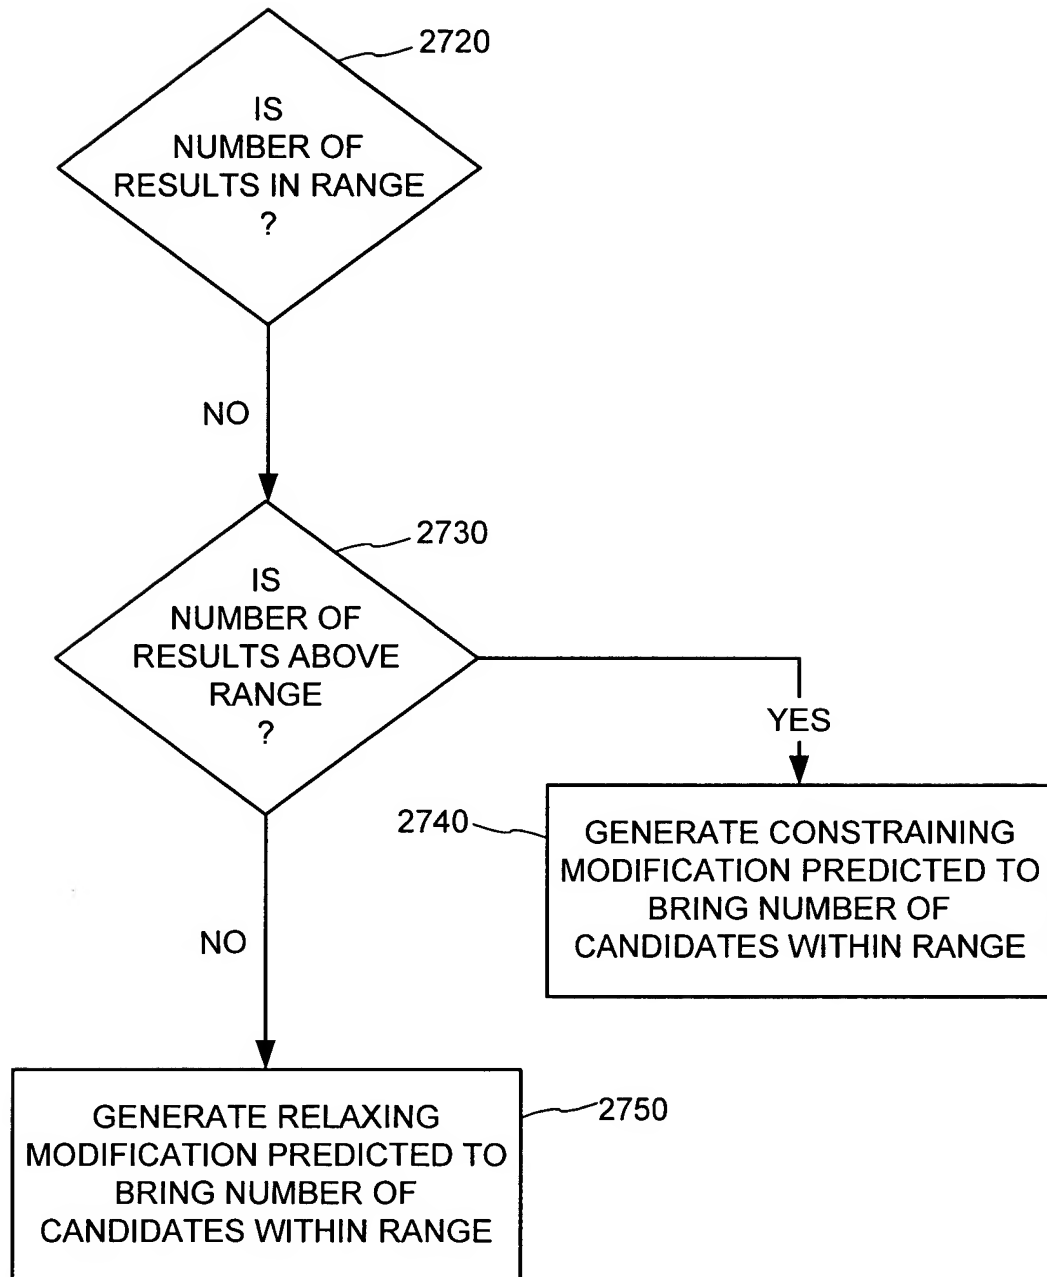 2720
IS
NUMBER OF
RESULTS IN RANGE
?
NO
2730
IS
NUMBER OF
RESULTS ABOVE
RANGE
?
YES
2740
GENERATE CONSTRAINING
MODIFICATION PREDICTED TO
BRING NUMBER OF
CANDIDATES WITHIN RANGE
NO
2750
GENERATE RELAXING
MODIFICATION PREDICTED TO
BRING NUMBER OF
CANDIDATES WITHIN RANGE